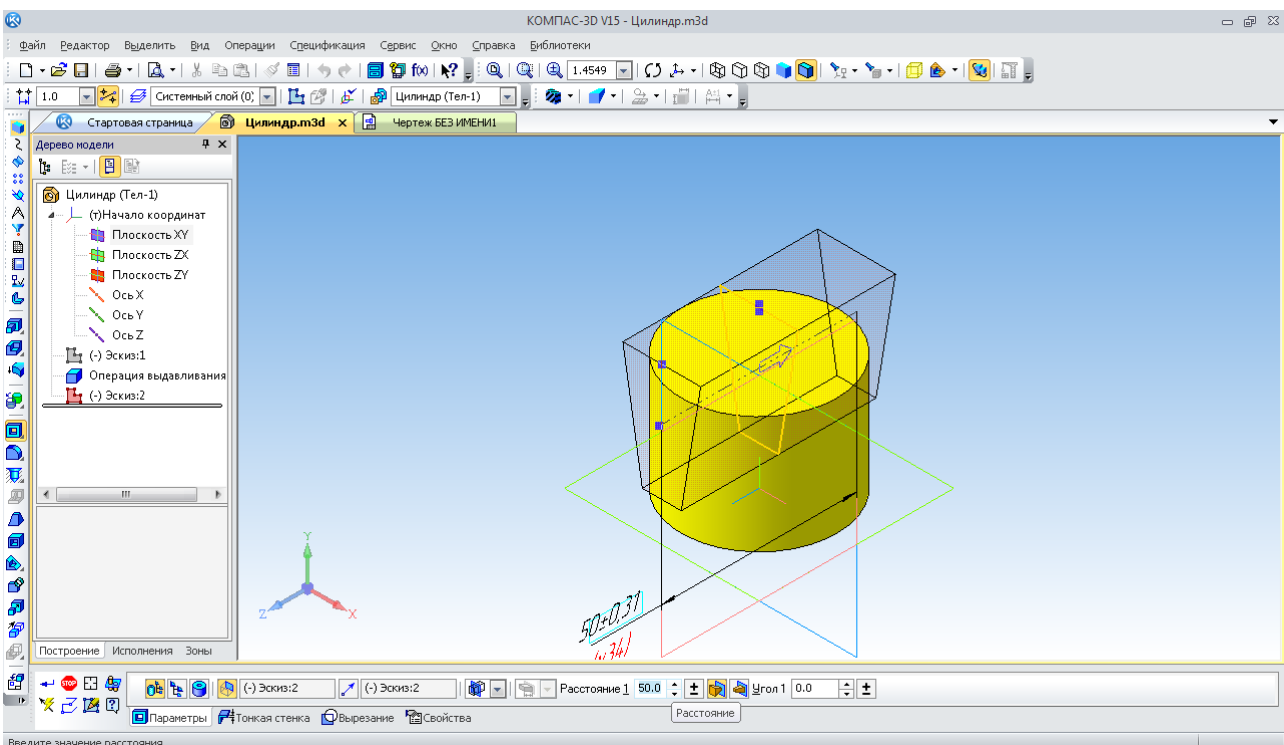 КОМПАС-3D V15 - Цилиндр.m3d
Файл Редактор Выделить Вид Операции Спецификация Сервис Окно Справка Библиотеки
1.4549
1.0 Системный слой (0; Цилиндр (Тел-1)
Стартовая страница Цилиндр.m3d Чертеж БЕЗ ИМЕНИ1
Дерево модели
Цилиндр (Тел-1)
(т)Начало координат
Плоскость XY
Плоскость ZX
Плоскость ZY
Ось X
Ось Y
Ось Z
(-) Эскиз:1
Операция выдавливания
(-) Эскиз:2
Y
Z
X
50±0,31
Построение Исполнения Зоны
STOP (-) Эскиз:2 (-) Эскиз:2 Расстояние 1 50.0 Угол 1 0.0
Расстояние
Параметры Тонкая стенка Вырезание Свойства
Введите значение расстояния